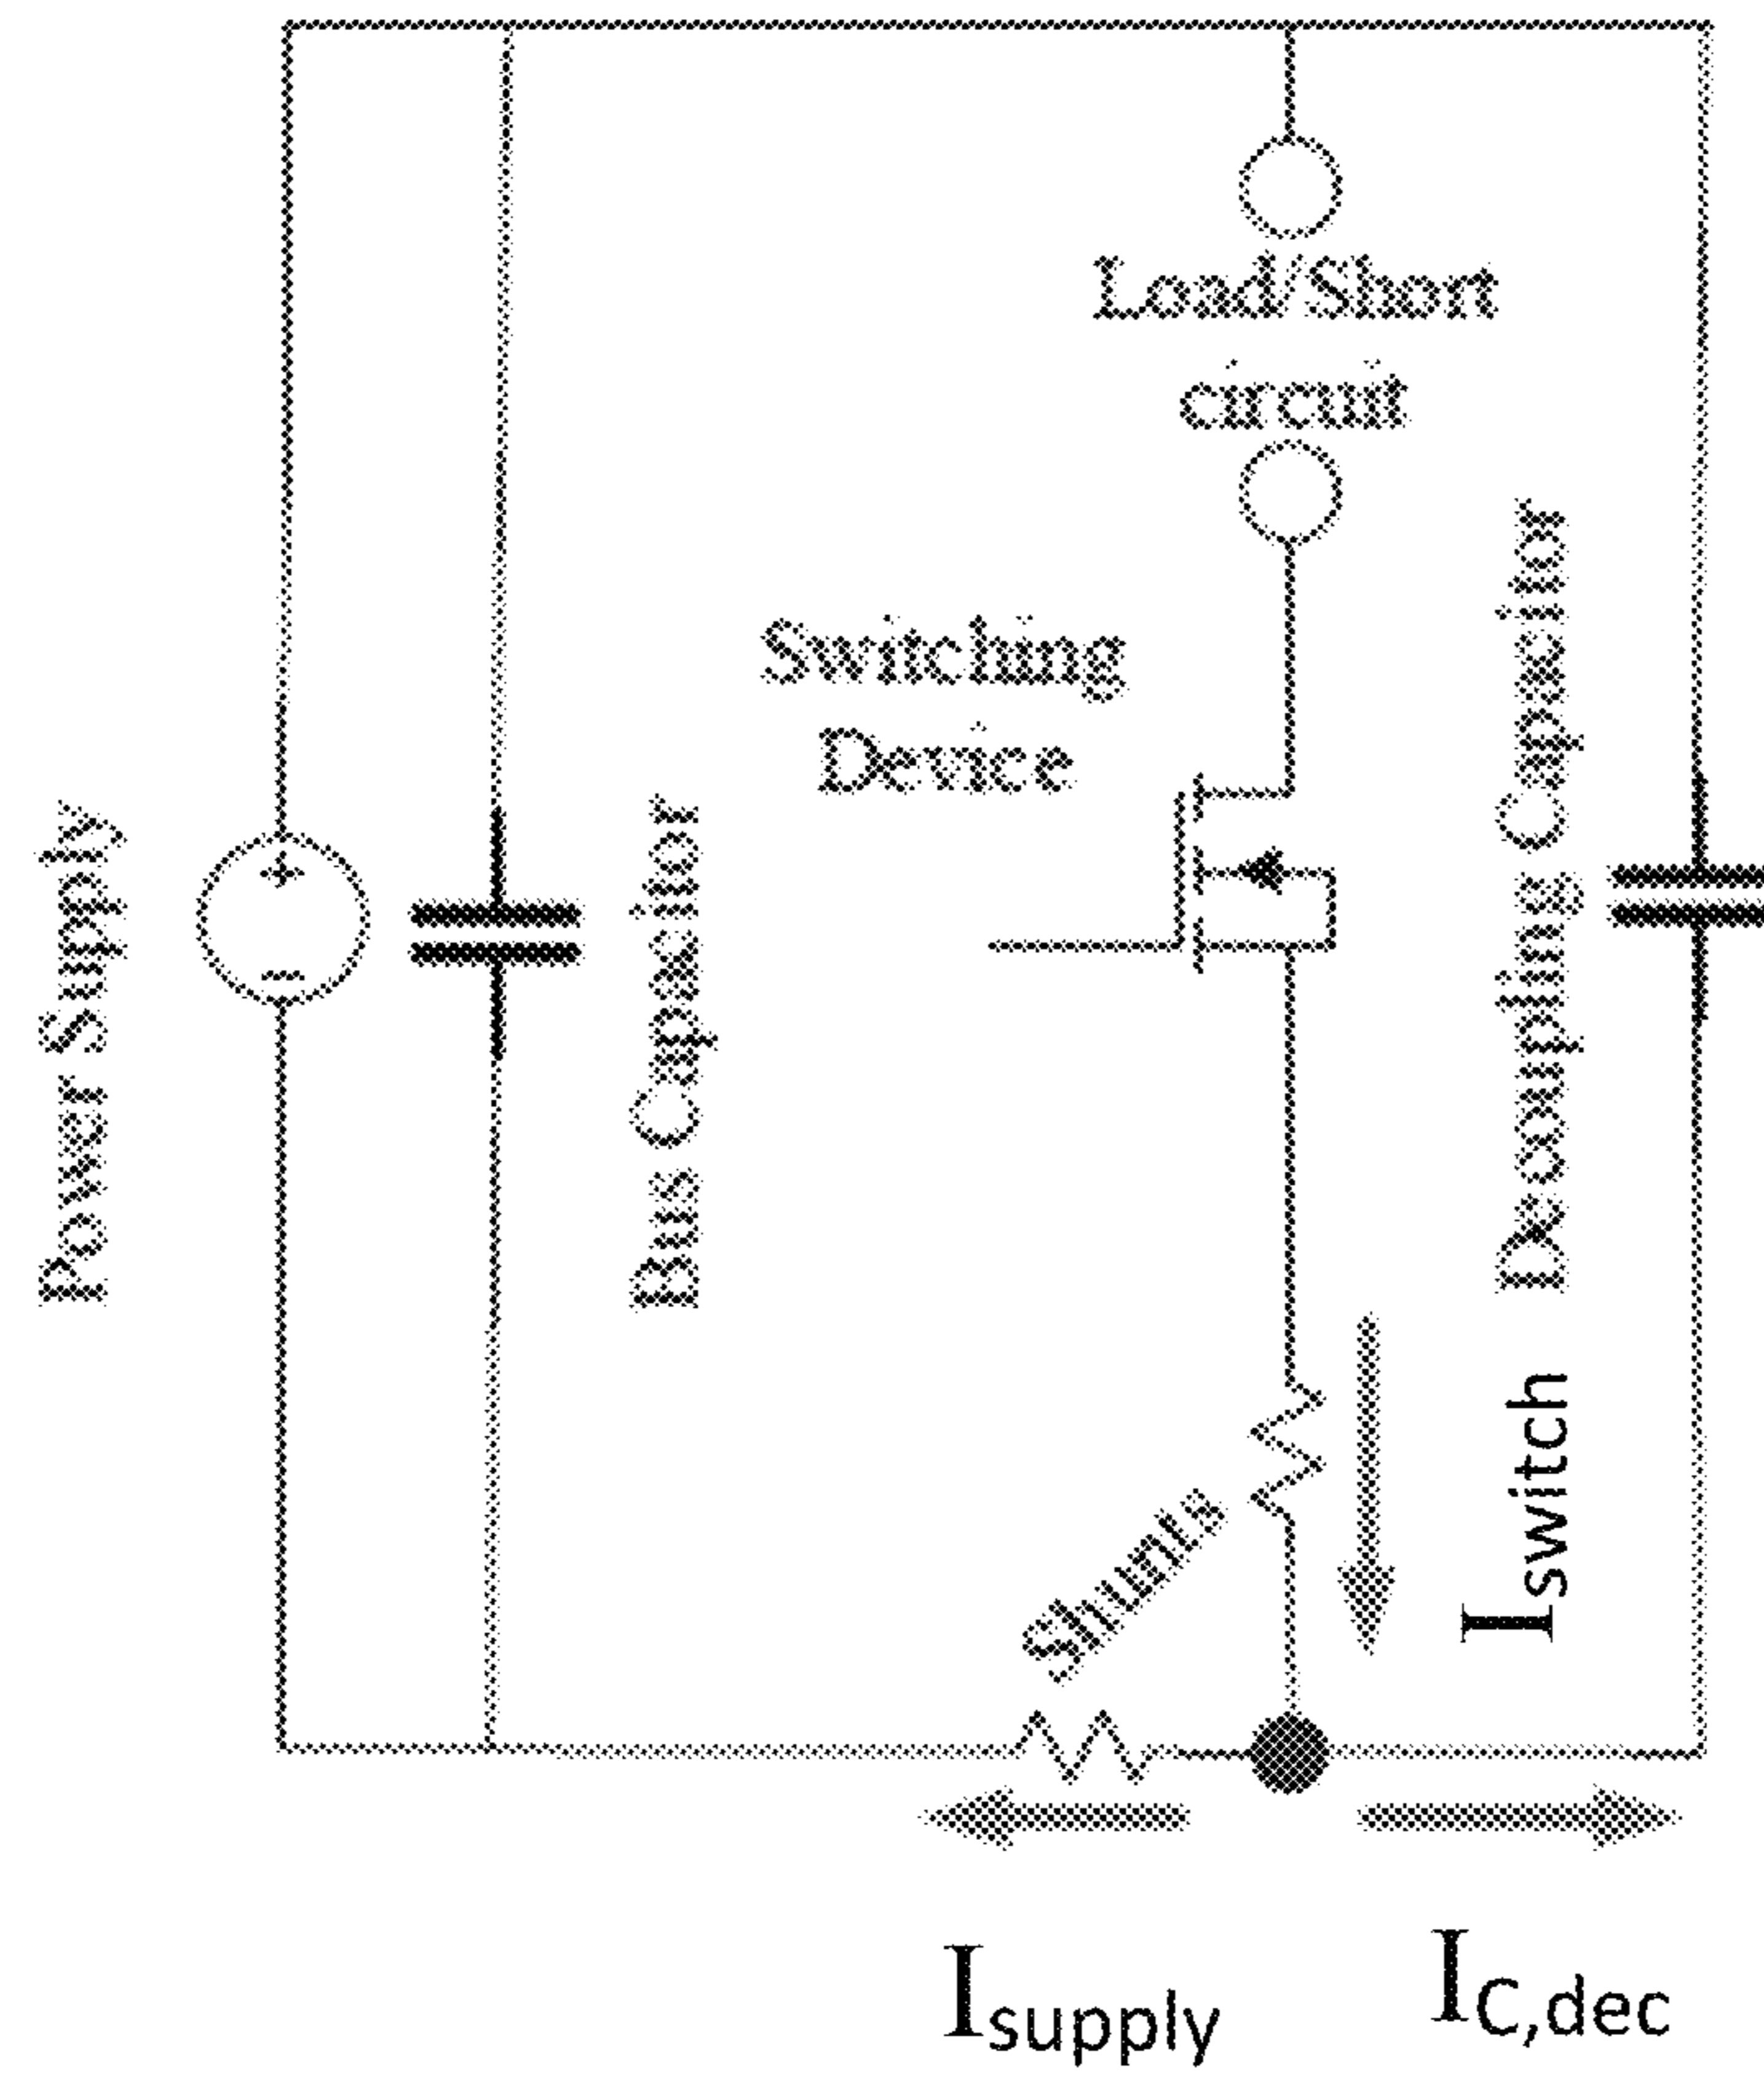 Load/Short
circuit
Switching
Device
Power Supply
Bus Capacitor
Decoupling Capacitor
Shunts
Iswitch
Isupply
IC,dec